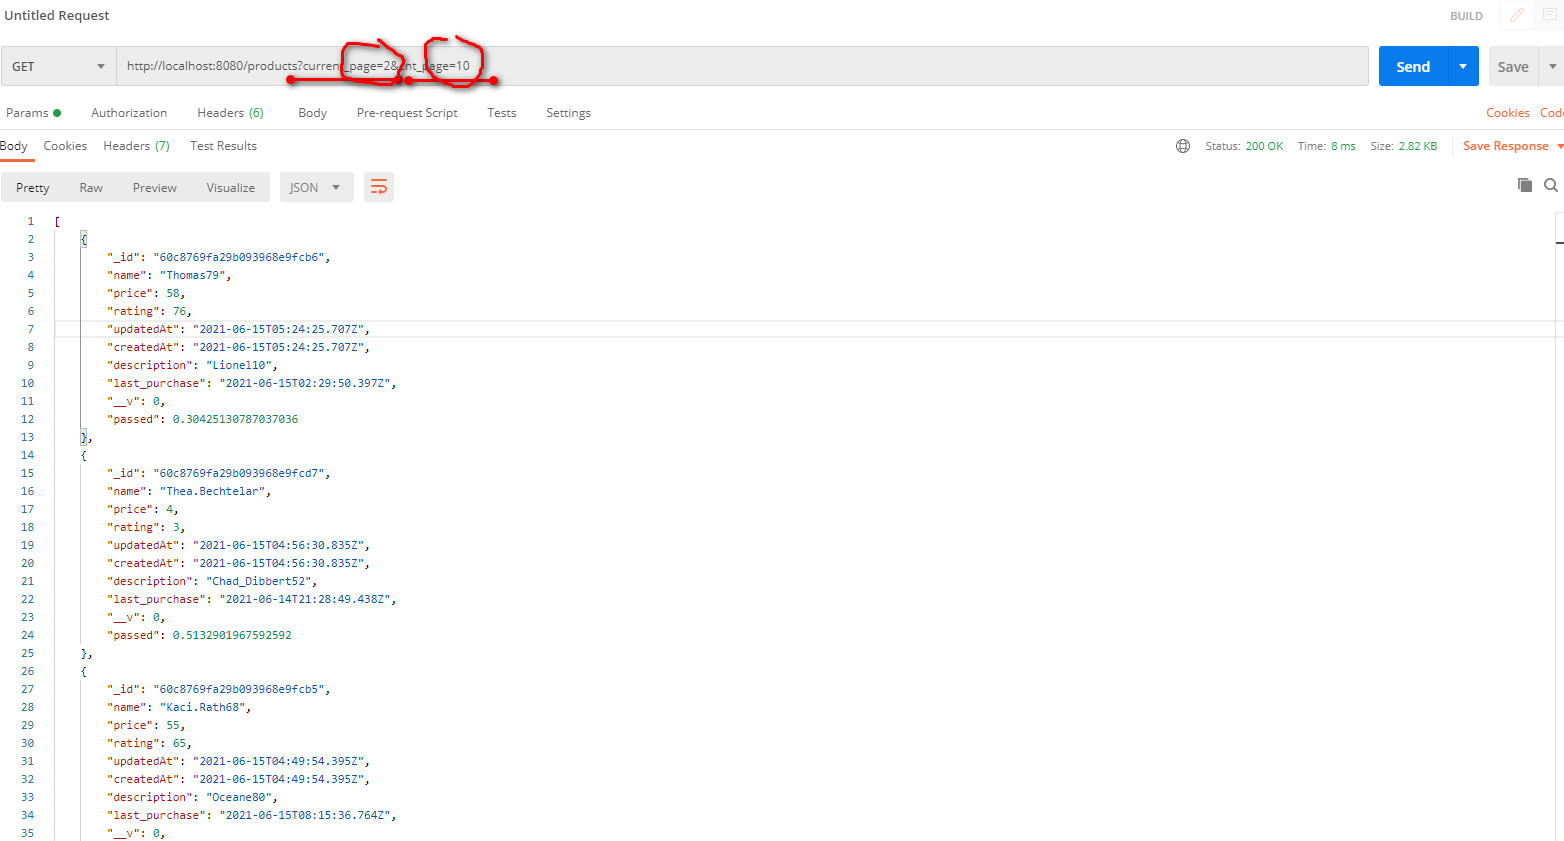 Untitled Request
BUILD
GET http://localhost:8080/products?current_page=2&cnt_page=10 Send Save
Params Authorization Headers (6) Body Pre-request Script Tests Settings Cookies Code
Body Cookies Headers (7) Test Results Status: 200 OK Time: 8 ms Size: 2.82 KB Save Response
Pretty Raw Preview Visualize JSON
1 [
2 {
3 "_id": "60c8769fa29b093968e9fcb6",
4 "name": "Thomas79",
5 "price": 58,
6 "rating": 76,
7 "updatedAt": "2021-06-15T05:24:25.707Z",
8 "createdAt": "2021-06-15T05:24:25.707Z",
9 "description": "Lionel10",
10 "last_purchase": "2021-06-15T02:29:50.397Z",
11 "__v": 0,
12 "passed": 0.30425130787037036
13 },
14 {
15 "_id": "60c8769fa29b093968e9fcd7",
16 "name": "Thea.Bechtelar",
17 "price": 4,
18 "rating": 3,
19 "updatedAt": "2021-06-15T04:56:30.835Z",
20 "createdAt": "2021-06-15T04:56:30.835Z",
21 "description": "Chad_Dibbert52",
22 "last_purchase": "2021-06-14T21:28:49.438Z",
23 "__v": 0,
24 "passed": 0.5132901967592592
25 },
26 {
27 "_id": "60c8769fa29b093968e9fcb5",
28 "name": "Kaci.Rath68",
29 "price": 55,
30 "rating": 65,
31 "updatedAt": "2021-06-15T04:49:54.395Z",
32 "createdAt": "2021-06-15T04:49:54.395Z",
33 "description": "Oceane80",
34 "last_purchase": "2021-06-15T08:15:36.764Z",
35 "__v": 0,